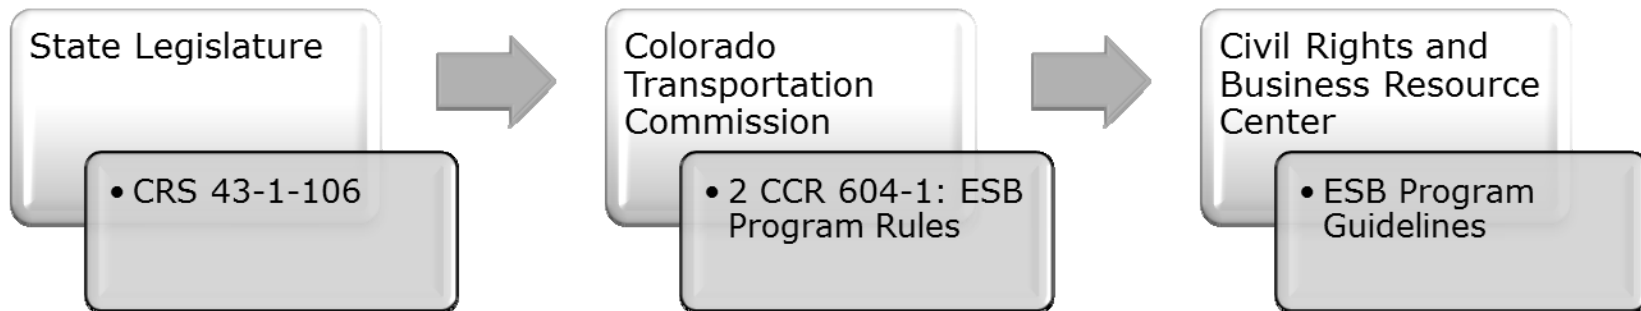 State Legislature
• CRS 43-1-106
Colorado
Transportation
Commission
• 2 CCR 604-1: ESB
Program Rules
Civil Rights and
Business Resource
Center
• ESB Program
Guidelines